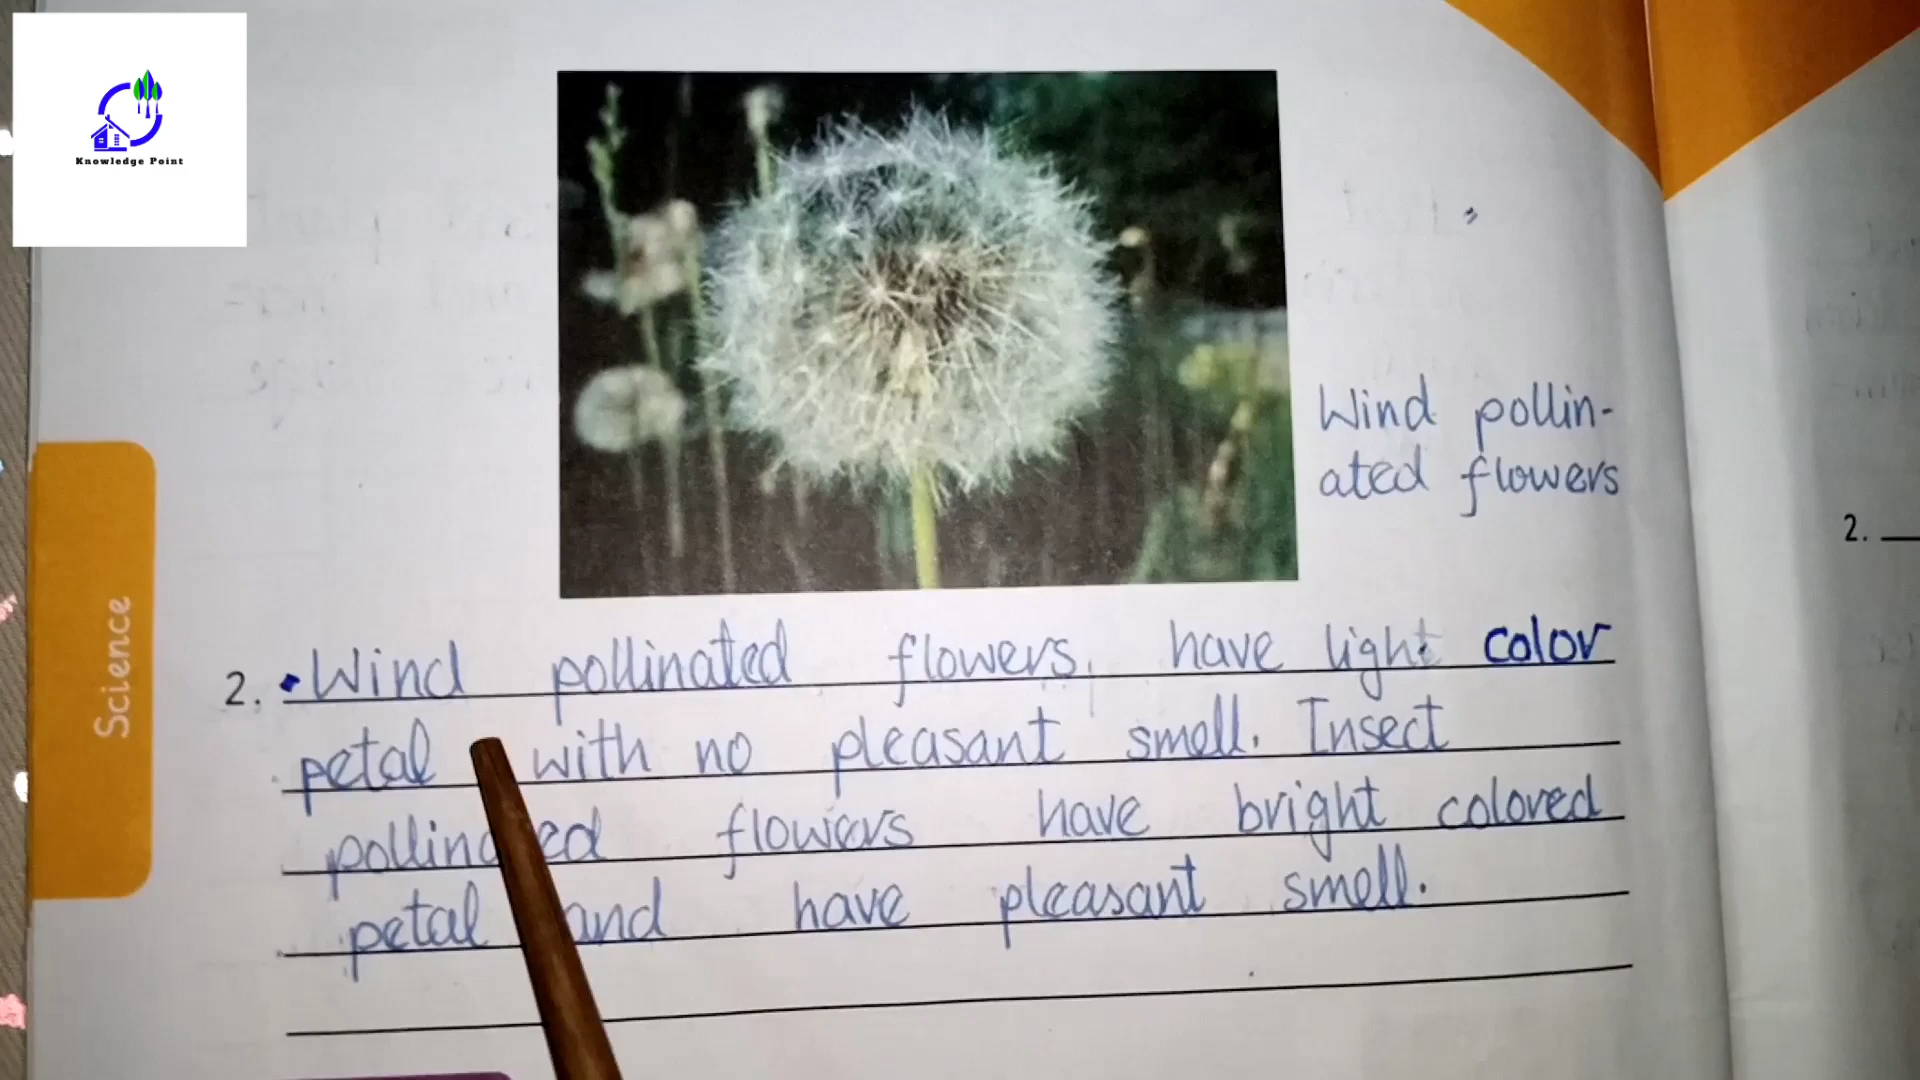 Knowledge Point
Wind pollin-
ated flowers
2.
Science
2. • Wind pollinated flowers have light color
petal with no pleasant smell. Insect
pollinated flowers have bright colored
petal and have pleasant smell.